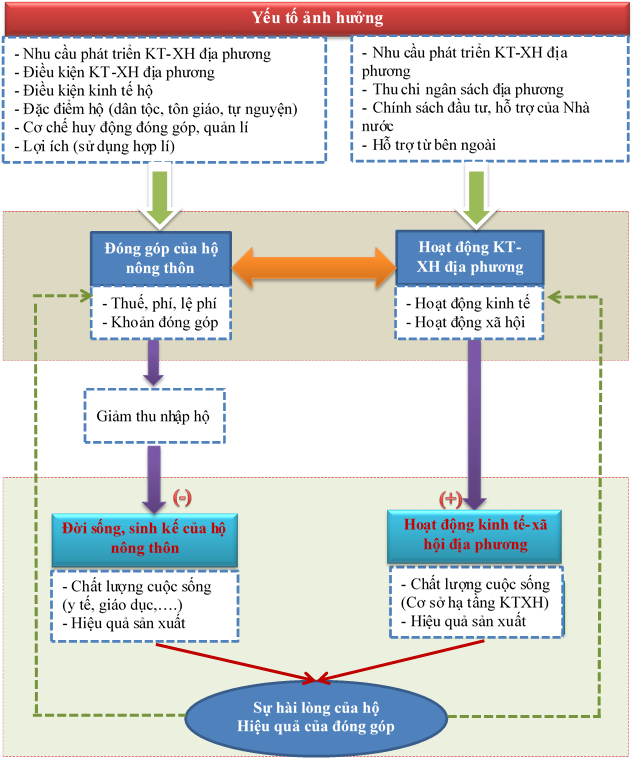 Yếu tố ảnh hưởng
- Nhu cầu phát triển KT-XH địa phương
- Điều kiện KT-XH địa phương
- Điều kiện kinh tế hộ
- Đặc điểm hộ (dân tộc, tôn giáo, tự nguyện)
- Cơ chế huy động đóng góp, quản lí
- Lợi ích (sử dụng hợp lí)
- Nhu cầu phát triển KT-XH địa
phương
- Thu chi ngân sách địa phương
- Chính sách đầu tư, hỗ trợ của Nhà
nước
- Hỗ trợ từ bên ngoài
Đóng góp của hộ
nông thôn
- Thuế, phí, lệ phí
- Khoản đóng góp
Hoạt động KT-
XH địa phương
- Hoạt động kinh tế
- Hoạt động xã hội
Giảm thu nhập hộ
(-)
(+)
Đời sống, sinh kế của hộ
nông thôn
- Chất lượng cuộc sống
(y tế, giáo dục,….)
- Hiệu quả sản xuất
Hoạt động kinh tế-xã
hội địa phương
- Chất lượng cuộc sống
(Cơ sở hạ tầng KTXH)
- Hiệu quả sản xuất
Sự hài lòng của hộ
Hiệu quả của đóng góp